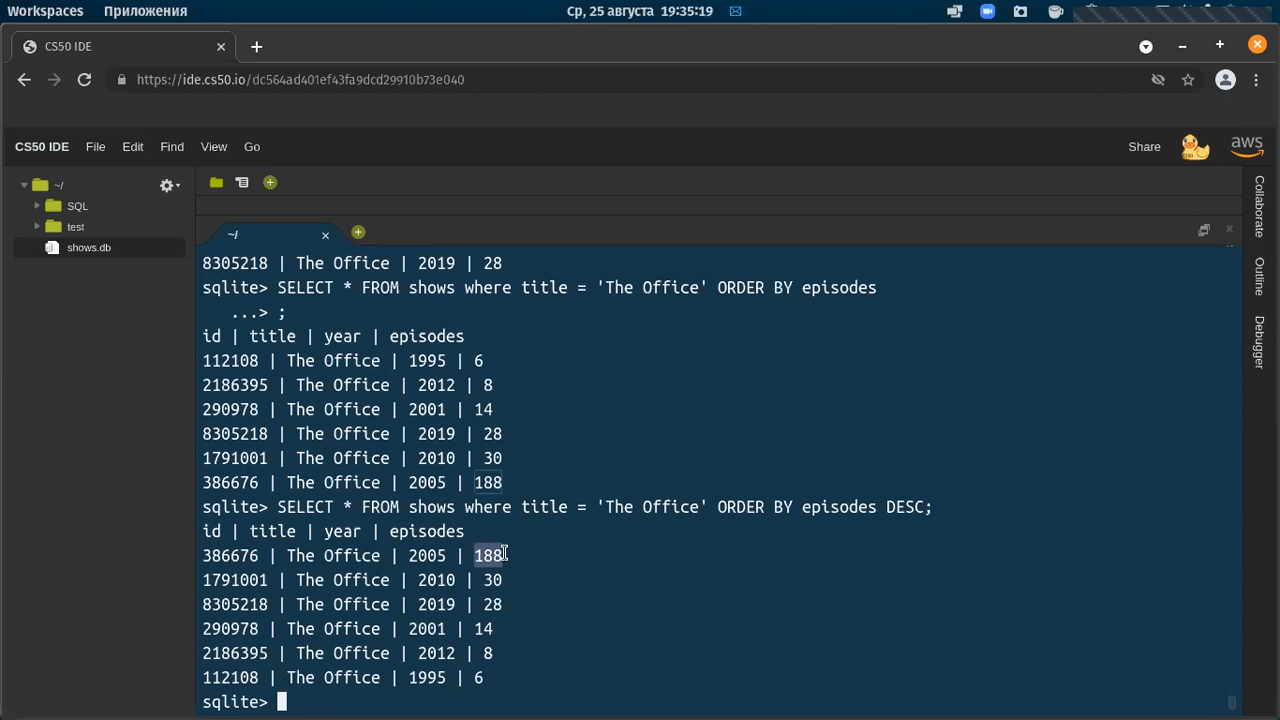 Workspaces Приложения Ср, 25 августа 19:35:19
CS50 IDE
https://ide.cs50.io/dc564ad401ef43fa9dcd29910b73e040
CS50 IDE File Edit Find View Go Share aws
~/
SQL
test
shows.db
~/
8305218 | The Office | 2019 | 28
sqlite> SELECT * FROM shows where title = 'The Office' ORDER BY episodes
...> ;
id | title | year | episodes
112108 | The Office | 1995 | 6
2186395 | The Office | 2012 | 8
290978 | The Office | 2001 | 14
8305218 | The Office | 2019 | 28
1791001 | The Office | 2010 | 30
386676 | The Office | 2005 | 188
sqlite> SELECT * FROM shows where title = 'The Office' ORDER BY episodes DESC;
id | title | year | episodes
386676 | The Office | 2005 | 188
1791001 | The Office | 2010 | 30
8305218 | The Office | 2019 | 28
290978 | The Office | 2001 | 14
2186395 | The Office | 2012 | 8
112108 | The Office | 1995 | 6
sqlite>
Collaborate
Outline
Debugger